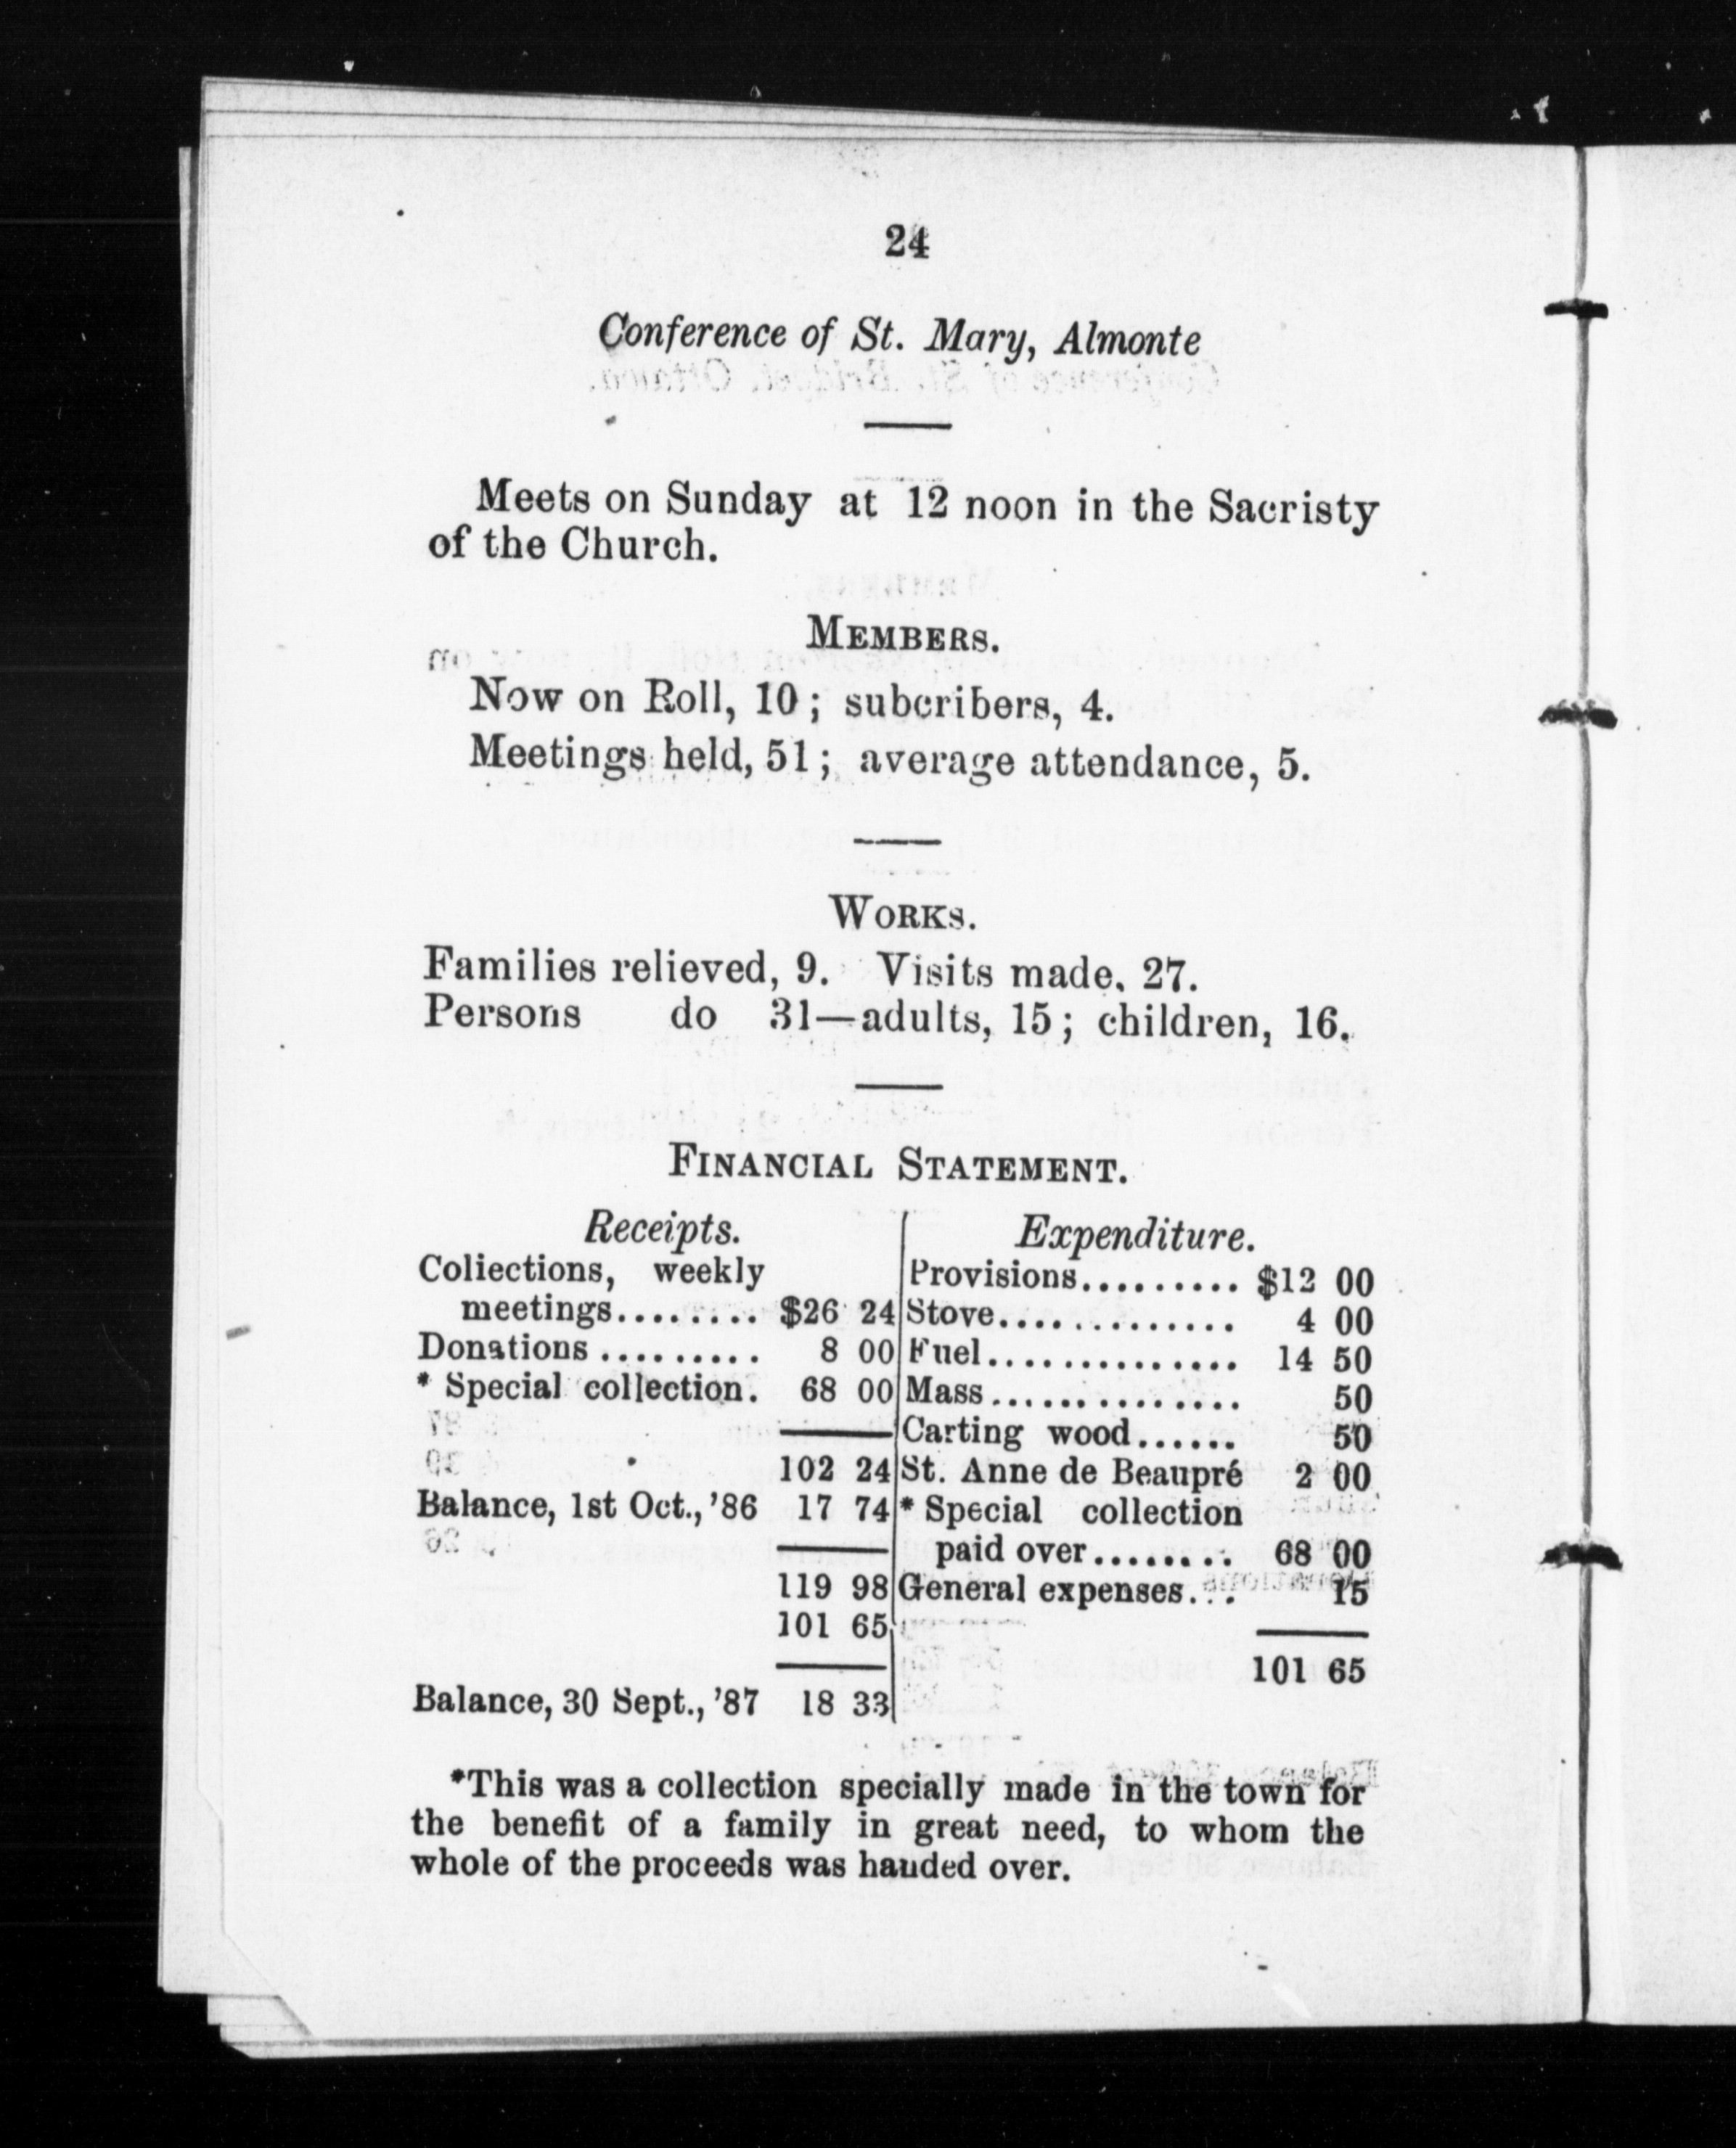 24
Conference of St. Mary, Almonte
Meets on Sunday at 12 noon in the Sacristy
of the Church.
MEMBERS.
Now on Roll, 10; subcribers, 4.
Meetings held, 51; average attendance, 5.
WORKS.
Families relieved, 9. Visits made, 27.
Persons do 31—adults, 15; children, 16.
FINANCIAL STATEMENT.
Receipts.
Collections, weekly
meetings........ $26 24
Donations ......... 8 00
* Special collection. 68 00
102 24
Balance, 1st Oct., '86 17 74
119 98
101 65
Balance, 30 Sept., '87 18 33
Expenditure.
Provisions......... $12 00
Stove............. 4 00
Fuel............... 14 50
Mass............... 50
Carting wood...... 50
St. Anne de Beaupré 2 00
* Special collection
paid over........ 68 00
General expenses... 15
101 65
*This was a collection specially made in the town for
the benefit of a family in great need, to whom the
whole of the proceeds was handed over.